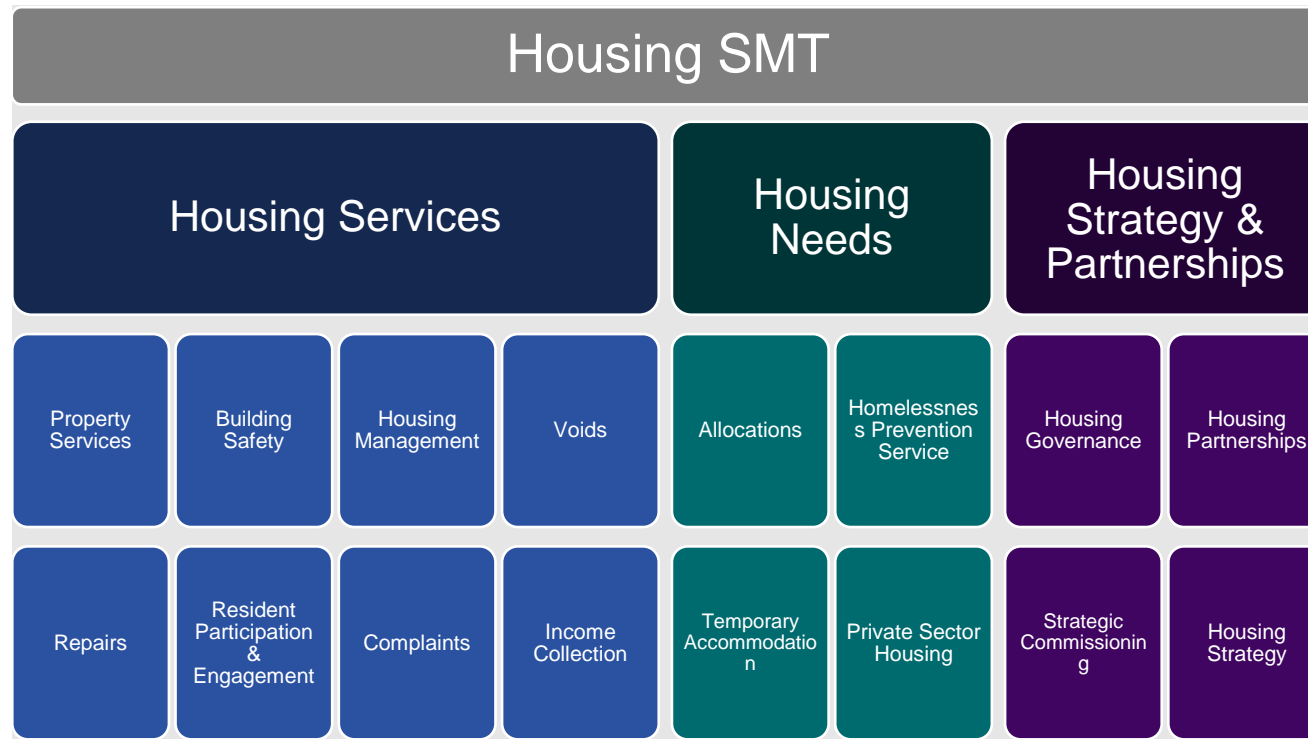 Housing SMT
Housing Services
Housing
Needs
Housing
Strategy &
Partnerships
Property
Services
Building
Safety
Housing
Management
Voids
Allocations
Homelessnes
s Prevention
Service
Housing
Governance
Housing
Partnerships
Repairs
Resident
Participation
&
Engagement
Complaints
Income
Collection
Temporary
Accommodatio
n
Private Sector
Housing
Strategic
Commissionin
g
Housing
Strategy